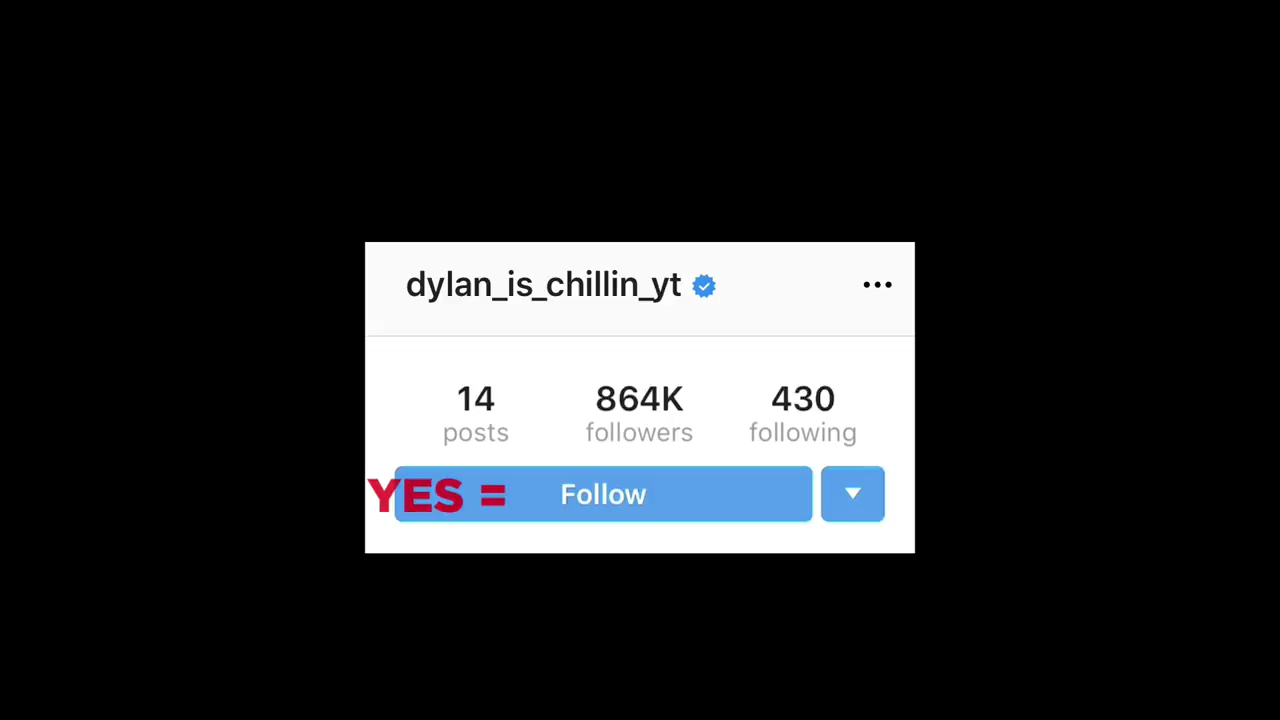 dylan_is_chillin_yt
14 864K 430
posts followers following
YES = Follow